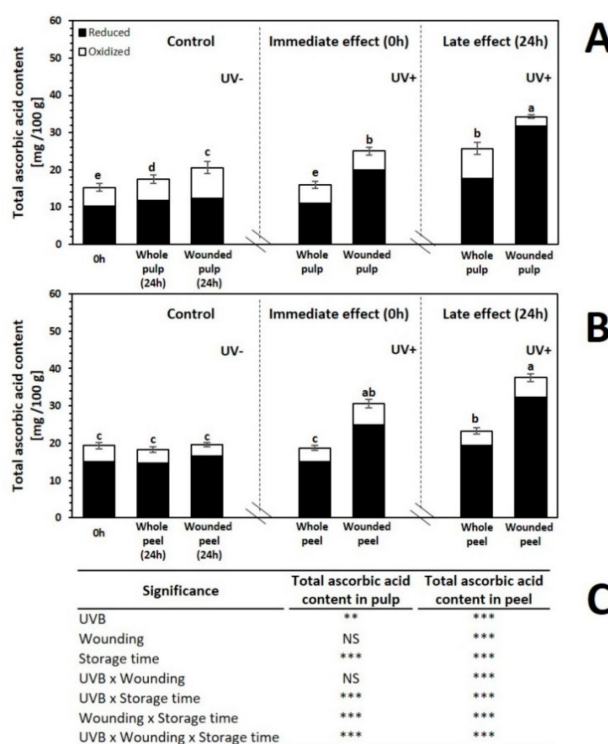 A
Total ascorbic acid content
[mg /100 g]
60
50
40
30
20
10
0
Reduced
Oxidized
Control
Immediate effect (0h)
Late effect (24h)
UV-
UV+
UV+
e
d
c
e
b
b
a
0h
Whole pulp (24h)
Wounded pulp (24h)
Whole pulp
Wounded pulp
Whole pulp
Wounded pulp
B
Total ascorbic acid content
[mg /100 g]
60
50
40
30
20
10
0
Control
Immediate effect (0h)
Late effect (24h)
UV-
UV+
UV+
c
c
c
c
ab
b
a
0h
Whole peel (24h)
Wounded peel (24h)
Whole peel
Wounded peel
Whole peel
Wounded peel
C
Significance Total ascorbic acid content in pulp Total ascorbic acid content in peel
UVB ** ***
Wounding NS ***
Storage time *** ***
UVB x Wounding NS ***
UVB x Storage time *** ***
Wounding x Storage time *** ***
UVB x Wounding x Storage time *** ***